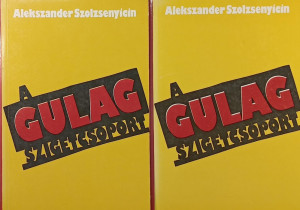 Alekszander Szolzsenyicin
A
GULAG
SZIGETCSOPORT
Alekszander Szolzsenyicin
A
GULAG
SZIGETCSOPORT